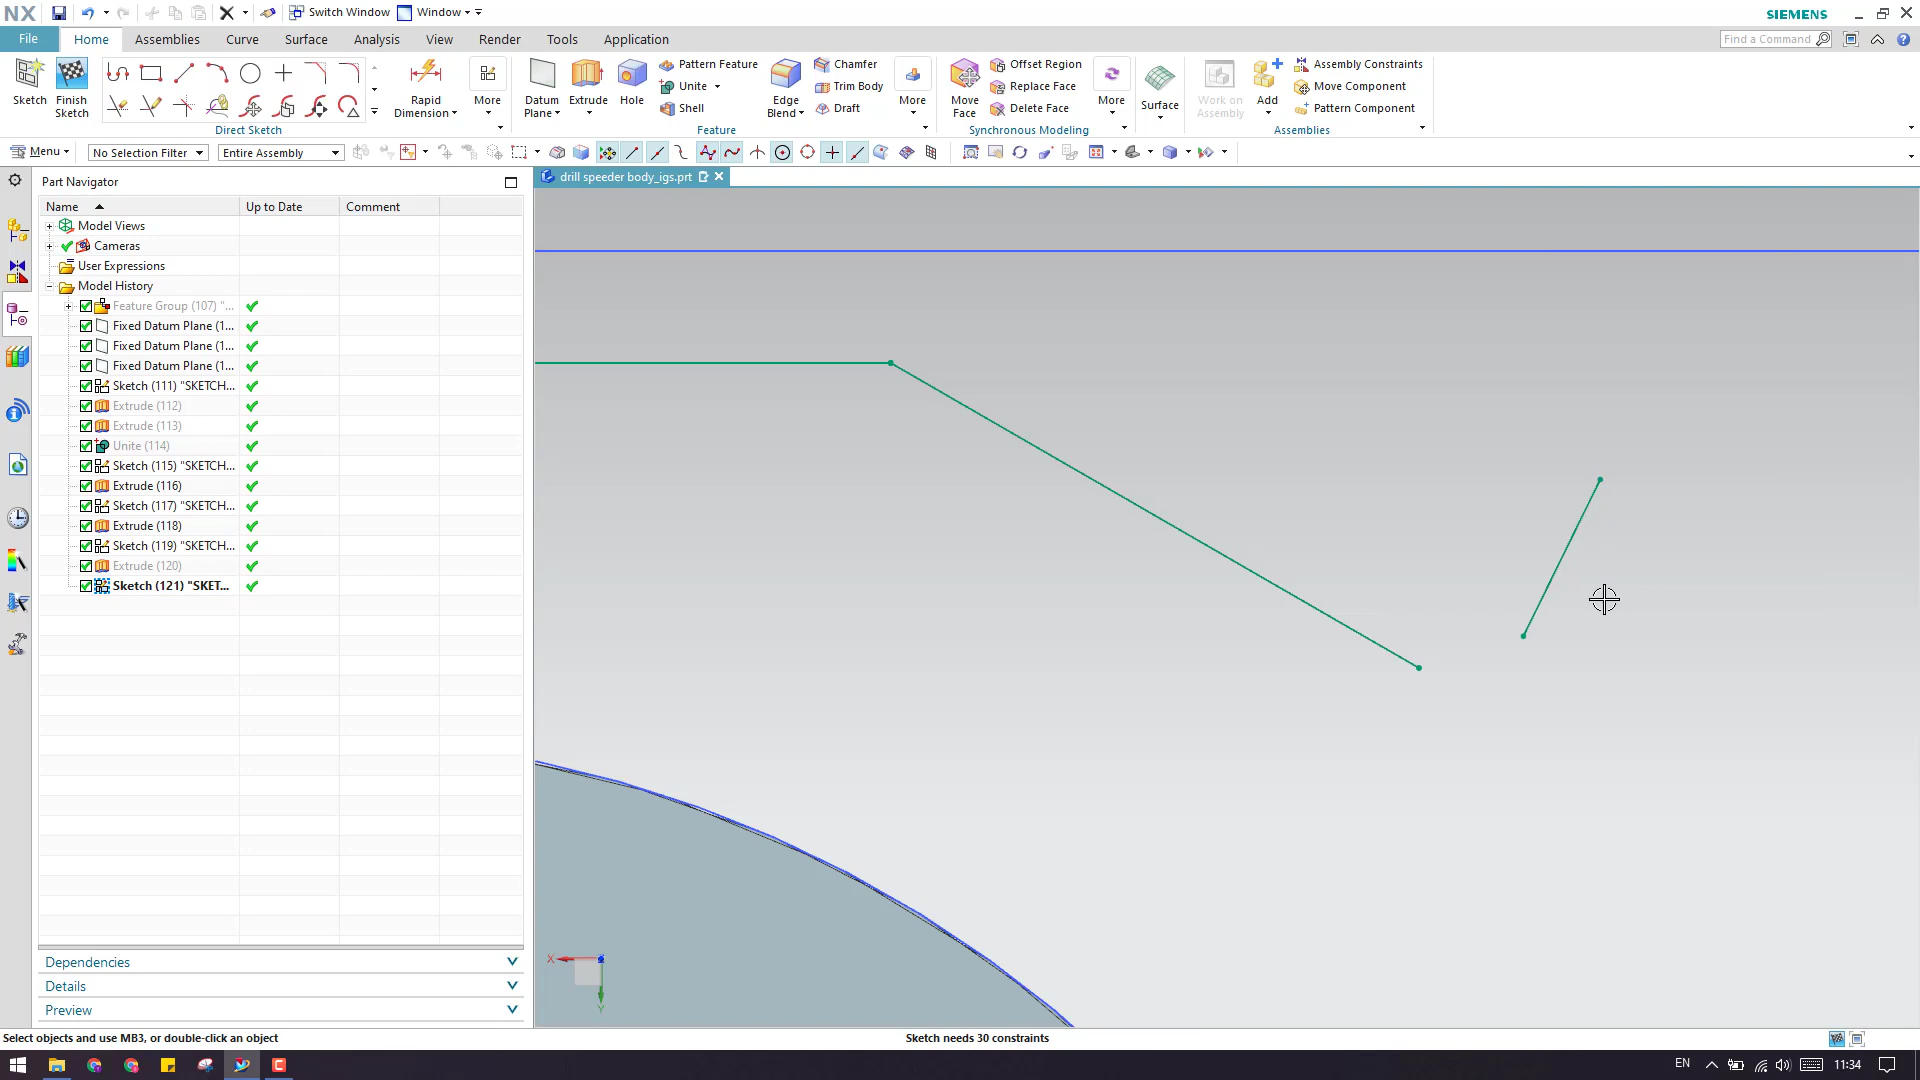 NX Switch Window Window SIEMENS
File Home Assemblies Curve Surface Analysis View Render Tools Application Find a Command
Sketch Finish Sketch Rapid Dimension More Datum Plane Extrude Hole Pattern Feature Unite Shell Edge Blend Chamfer Trim Body Draft More Move Face Offset Region Replace Face Delete Face More Surface Work on Assembly Add Assembly Constraints Move Component Pattern Component
Direct Sketch Feature Synchronous Modeling Assemblies
Menu No Selection Filter Entire Assembly
Part Navigator
drill speeder body_igs.prt
Name Up to Date Comment
Model Views
Cameras
User Expressions
Model History
Feature Group (107) "...
Fixed Datum Plane (1...
Fixed Datum Plane (1...
Fixed Datum Plane (1...
Sketch (111) "SKETCH...
Extrude (112)
Extrude (113)
Unite (114)
Sketch (115) "SKETCH...
Extrude (116)
Sketch (117) "SKETCH...
Extrude (118)
Sketch (119) "SKETCH...
Extrude (120)
Sketch (121) "SKET...
X
Y
Dependencies
Details
Preview
Select objects and use MB3, or double-click an object Sketch needs 30 constraints
EN 11:34